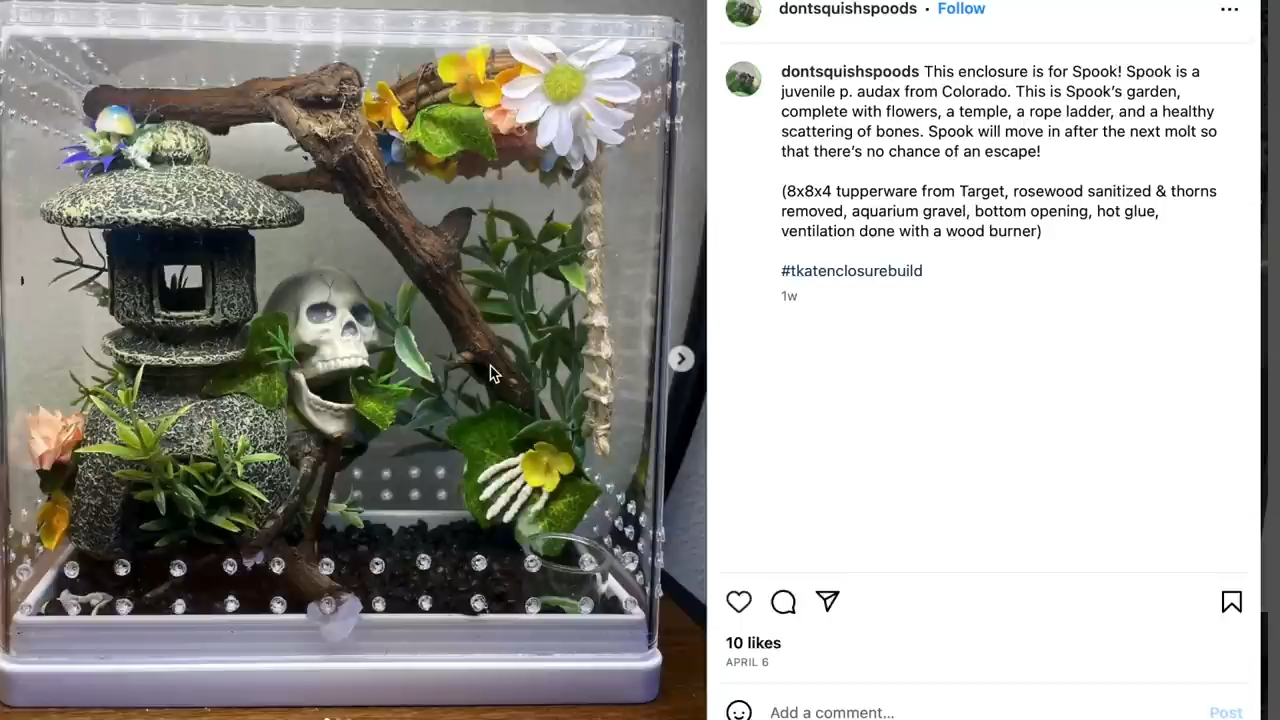 dontsquishspoods • Follow
dontsquishspoods This enclosure is for Spook! Spook is a
juvenile p. audax from Colorado. This is Spook's garden,
complete with flowers, a temple, a rope ladder, and a healthy
scattering of bones. Spook will move in after the next molt so
that there's no chance of an escape!
(8x8x4 tupperware from Target, rosewood sanitized & thorns
removed, aquarium gravel, bottom opening, hot glue,
ventilation done with a wood burner)
#tkatenclosurebuild
1w
10 likes
APRIL 6
Add a comment...
Post